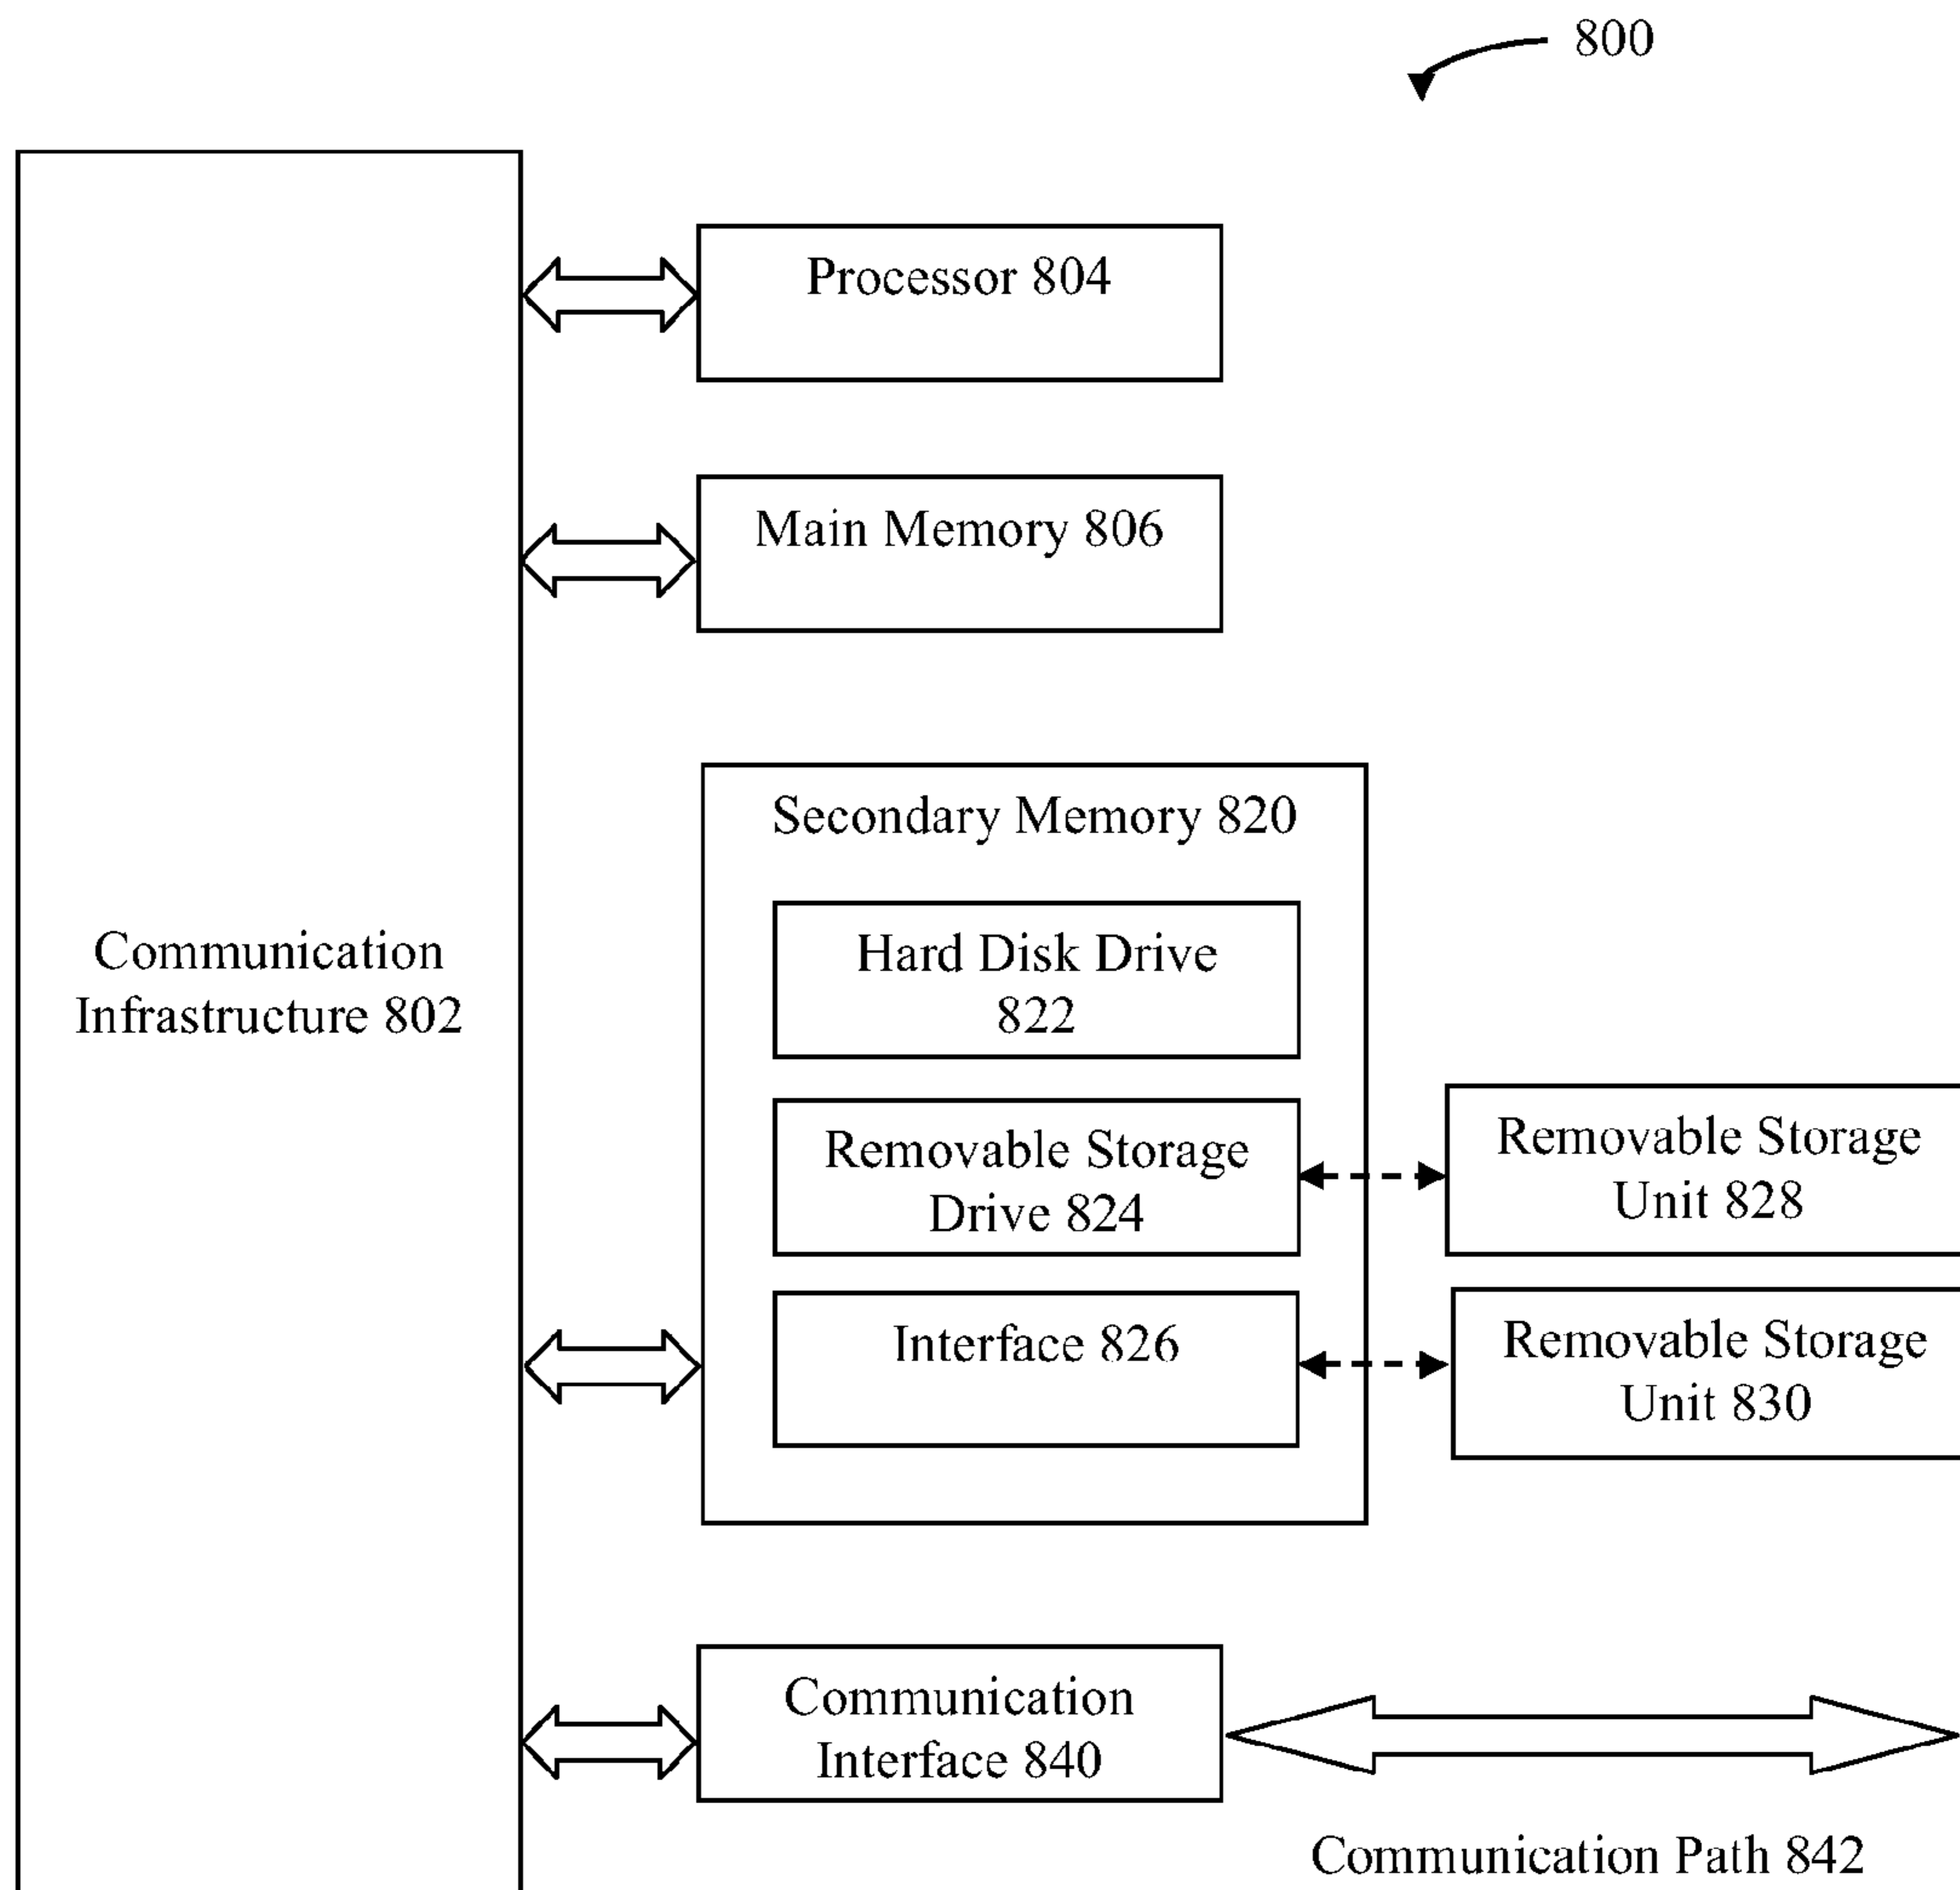 800
Processor 804
Main Memory 806
Secondary Memory 820
Hard Disk Drive
822
Communication
Infrastructure 802
Removable Storage
Drive 824
Removable Storage
Unit 828
Interface 826
Removable Storage
Unit 830
Communication
Interface 840
Communication Path 842